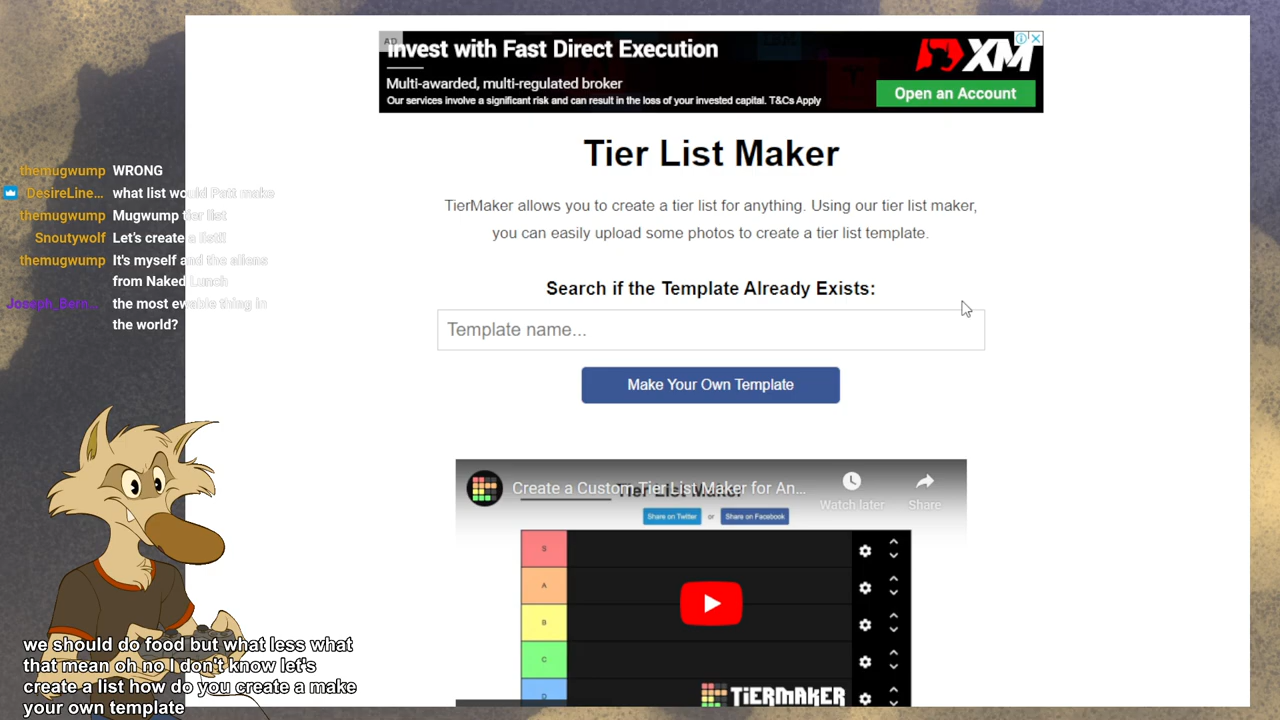 AD
Invest with Fast Direct Execution
Multi-awarded, multi-regulated broker
Our services involve a significant risk and can result in the loss of your invested capital. T&Cs Apply
XM
Open an Account
Tier List Maker
TierMaker allows you to create a tier list for anything. Using our tier list maker,
you can easily upload some photos to create a tier list template.
Search if the Template Already Exists:
Template name...
Make Your Own Template
Create a Custom Tier List Maker for An...
Watch later
Share
Share on Twitter or Share on Facebook
S
A
B
C
D
TiERMAKER
themugwump WRONG
DesireLine... what list would Patt make
themugwump Mugwump tier list
Snoutywolf Let's create a list!!
themugwump It's myself and the aliens
from Naked Lunch
Joseph_Bern... the most ewable thing in
the world?
we should do food but what less what
that mean oh no I don't know let's
create a list how do you create a make
your own template